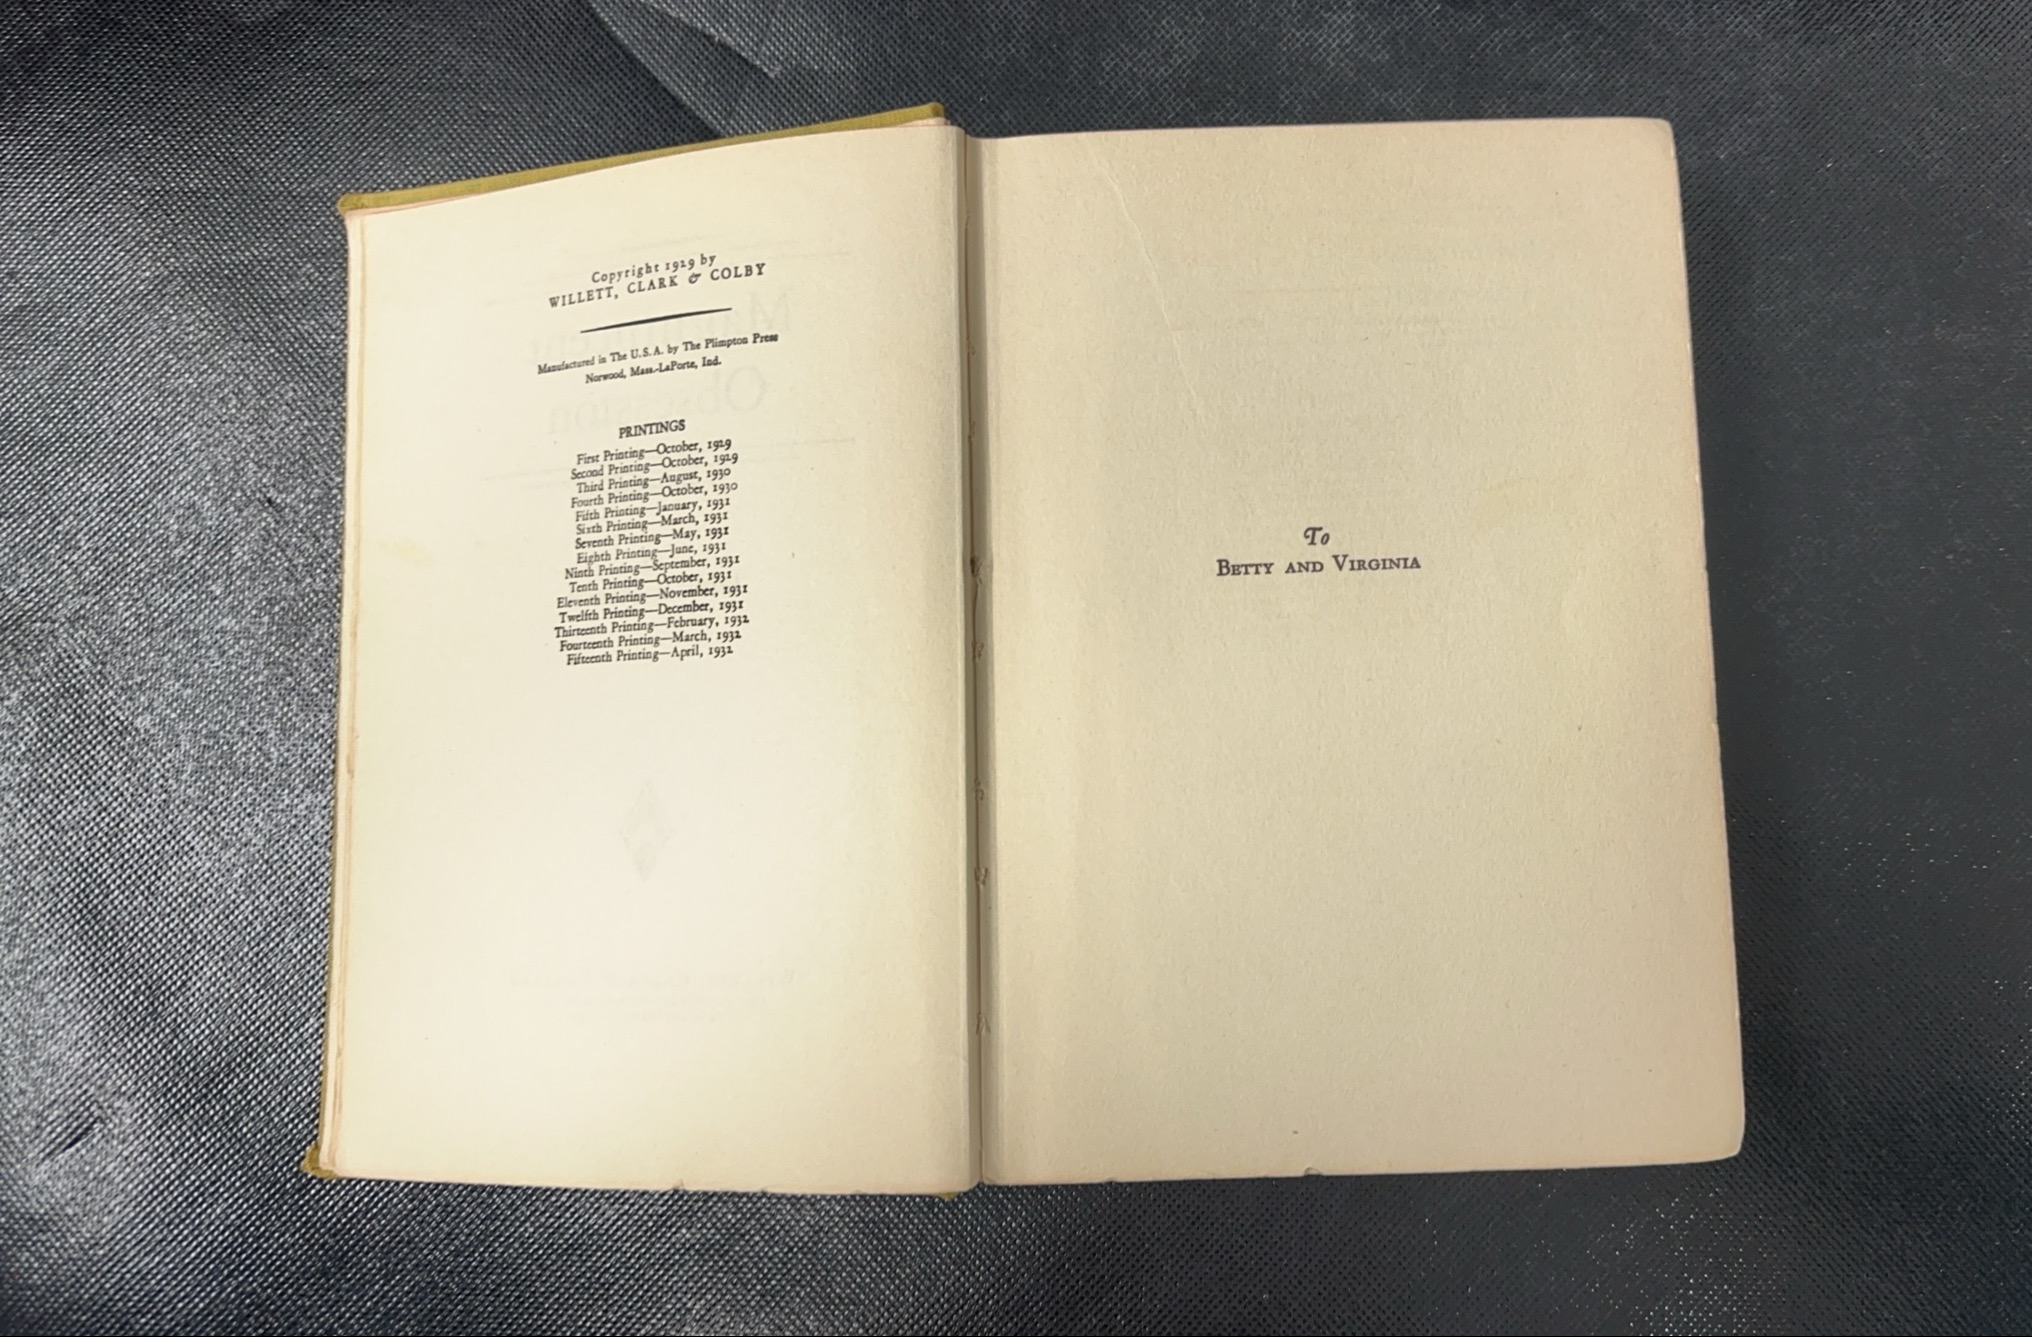 Copyright 1929 by
WILLETT, CLARK & COLBY
Manufactured in The U.S.A. by The Plimpton Press
Norwood, Mass.-LaPorte, Ind.
PRINTINGS
First Printing—October, 1929
Second Printing—October, 1929
Third Printing—August, 1930
Fourth Printing—October, 1930
Fifth Printing—January, 1931
Sixth Printing—March, 1931
Seventh Printing—May, 1931
Eighth Printing—June, 1931
Ninth Printing—September, 1931
Tenth Printing—October, 1931
Eleventh Printing—November, 1931
Twelfth Printing—December, 1931
Thirteenth Printing—February, 1932
Fourteenth Printing—March, 1932
Fifteenth Printing—April, 1932
To
BETTY AND VIRGINIA